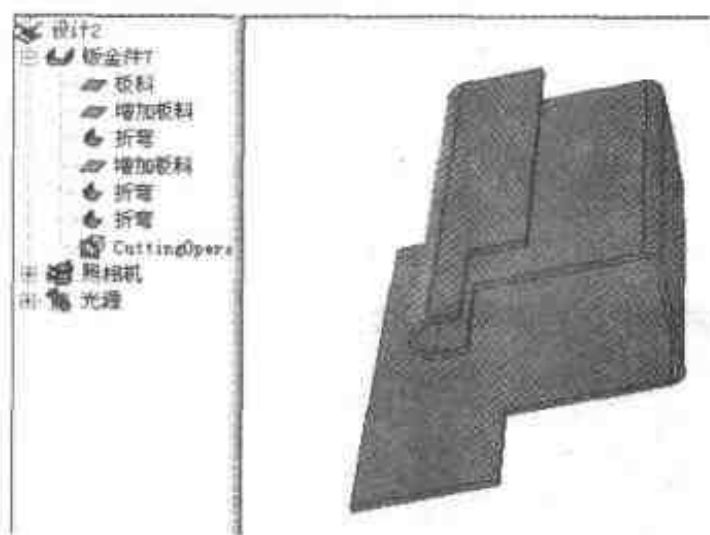 设计2
钣金件7
板料
增加板料
折弯
增加板料
折弯
折弯
CuttingOpera
照相机
光源